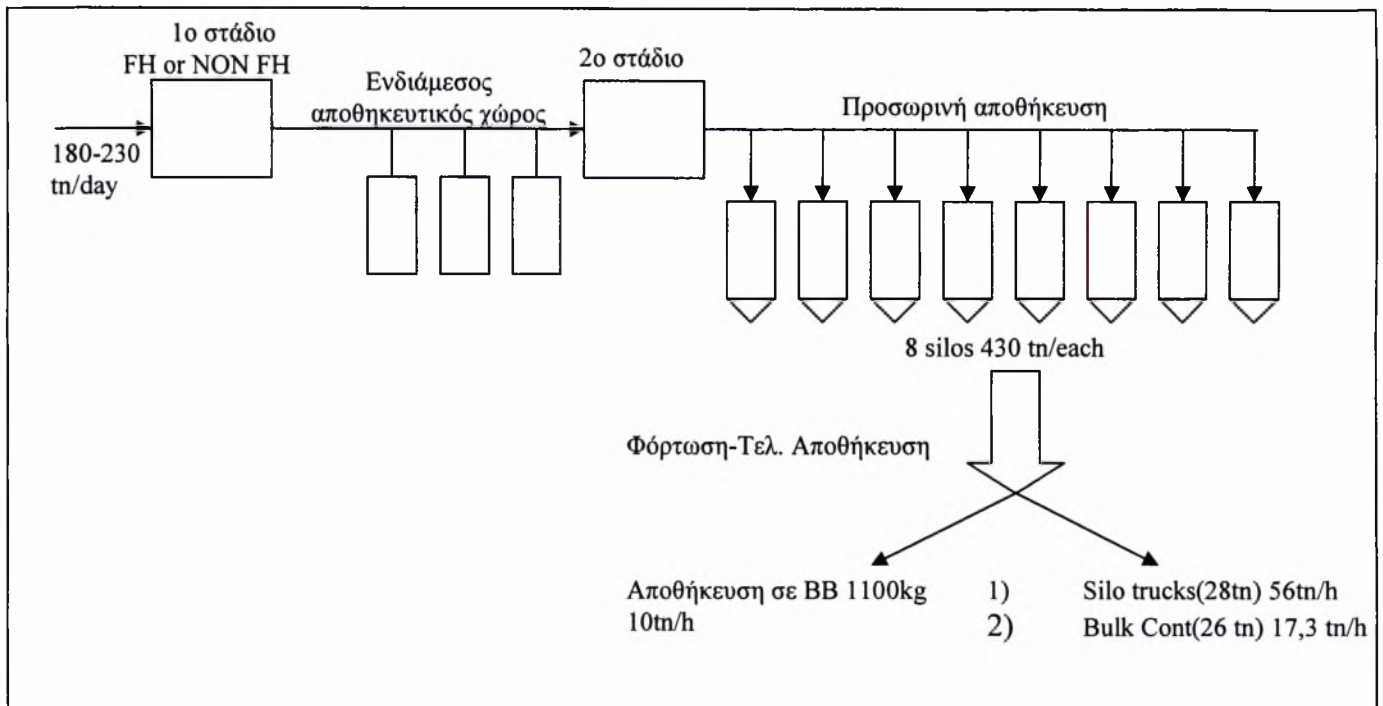 1ο στάδιο
FH or NON FH
Ενδιάμεσος
αποθηκευτικός χώρος
2ο στάδιο
Προσωρινή αποθήκευση
180-230
tn/day
8 silos 430 tn/each
Φόρτωση-Τελ. Αποθήκευση
Αποθήκευση σε BB 1100kg
10tn/h
1) Silo trucks(28tn) 56tn/h
2) Bulk Cont(26 tn) 17,3 tn/h